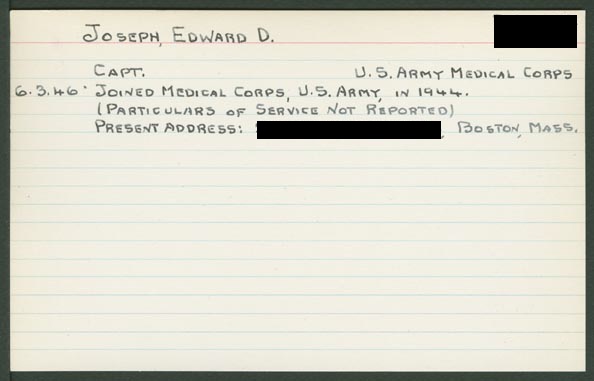 JOSEPH, EDWARD D.
CAPT. U.S. ARMY MEDICAL CORPS
6.3.46 JOINED MEDICAL CORPS, U.S. ARMY, IN 1944.
(PARTICULARS OF SERVICE NOT REPORTED)
PRESENT ADDRESS: , BOSTON, MASS.